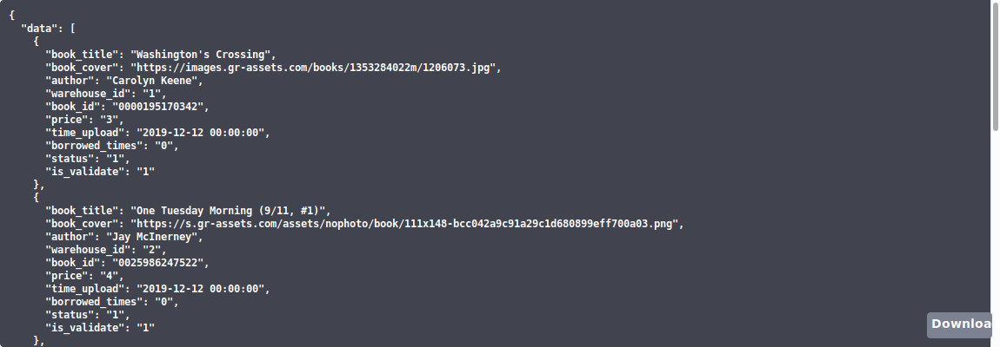 {
  "data": [
    {
      "book_title": "Washington's Crossing",
      "book_cover": "https://images.gr-assets.com/books/1353284022m/1206073.jpg",
      "author": "Carolyn Keene",
      "warehouse_id": "1",
      "book_id": "0000195170342",
      "price": "3",
      "time_upload": "2019-12-12 00:00:00",
      "borrowed_times": "0",
      "status": "1",
      "is_validate": "1"
    },
    {
      "book_title": "One Tuesday Morning (9/11, #1)",
      "book_cover": "https://s.gr-assets.com/assets/nophoto/book/111x148-bcc042a9c91a29c1d680899eff700a03.png",
      "author": "Jay McInerney",
      "warehouse_id": "2",
      "book_id": "0025986247522",
      "price": "4",
      "time_upload": "2019-12-12 00:00:00",
      "borrowed_times": "0",
      "status": "1",
      "is_validate": "1"
    },
Downloa